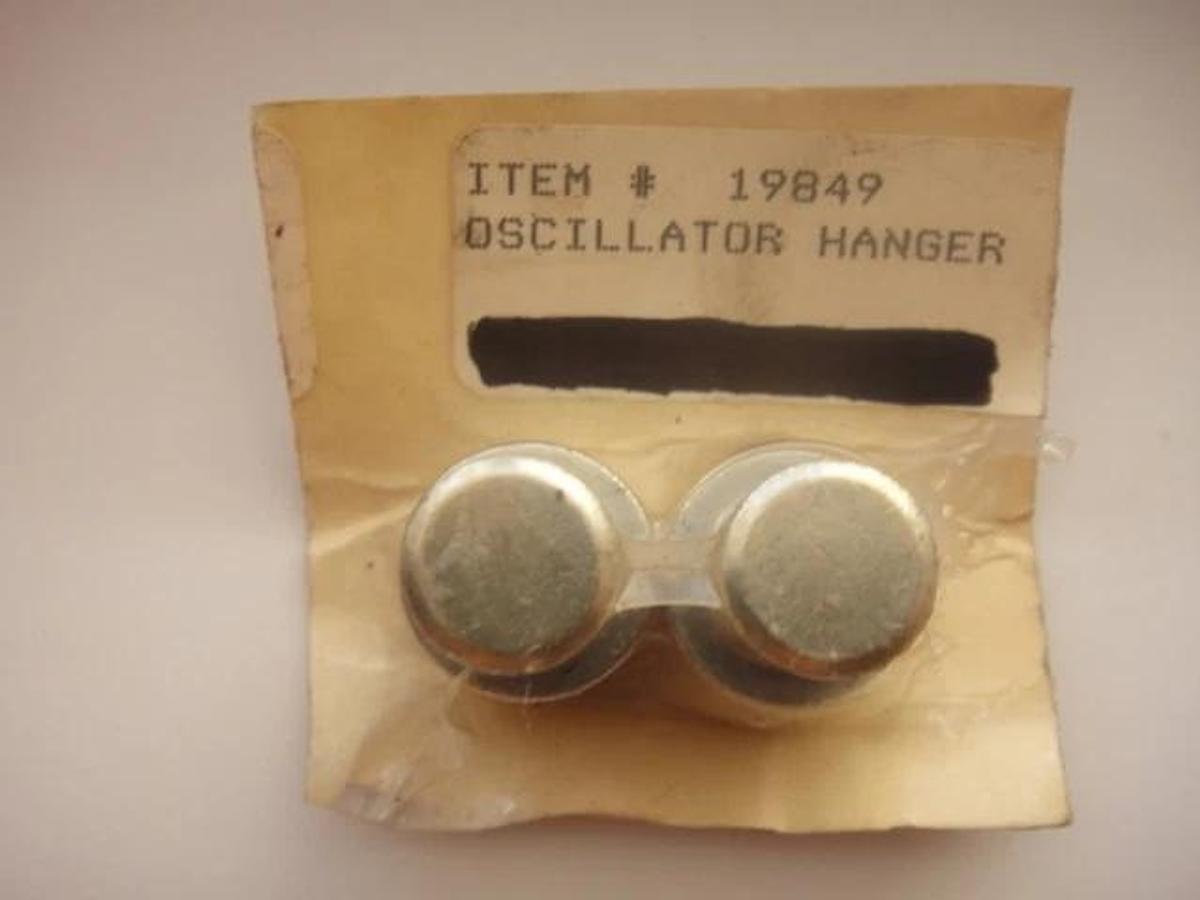 ITEM # 19849
OSCILLATOR HANGER